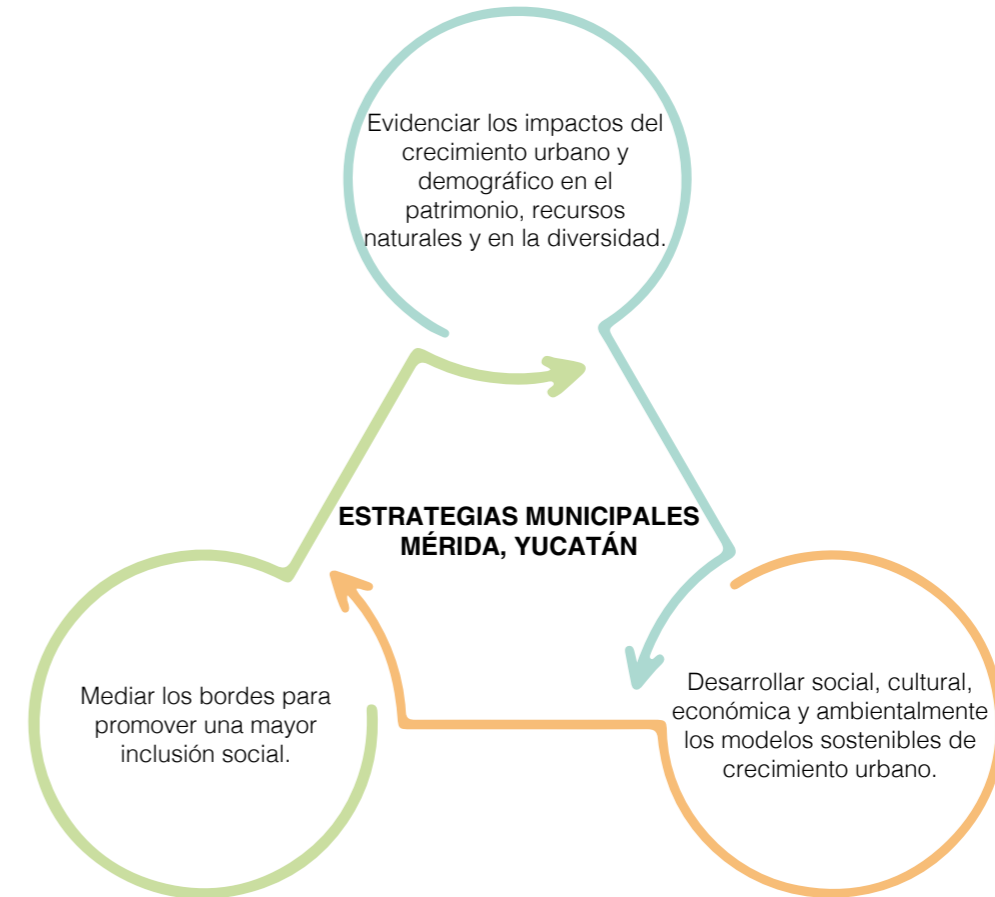 Evidenciar los impactos del
crecimiento urbano y
demográfico en el
patrimonio, recursos
naturales y en la diversidad.
ESTRATEGIAS MUNICIPALES
MÉRIDA, YUCATÁN
Mediar los bordes para
promover una mayor
inclusión social.
Desarrollar social, cultural,
económica y ambientalmente
los modelos sostenibles de
crecimiento urbano.